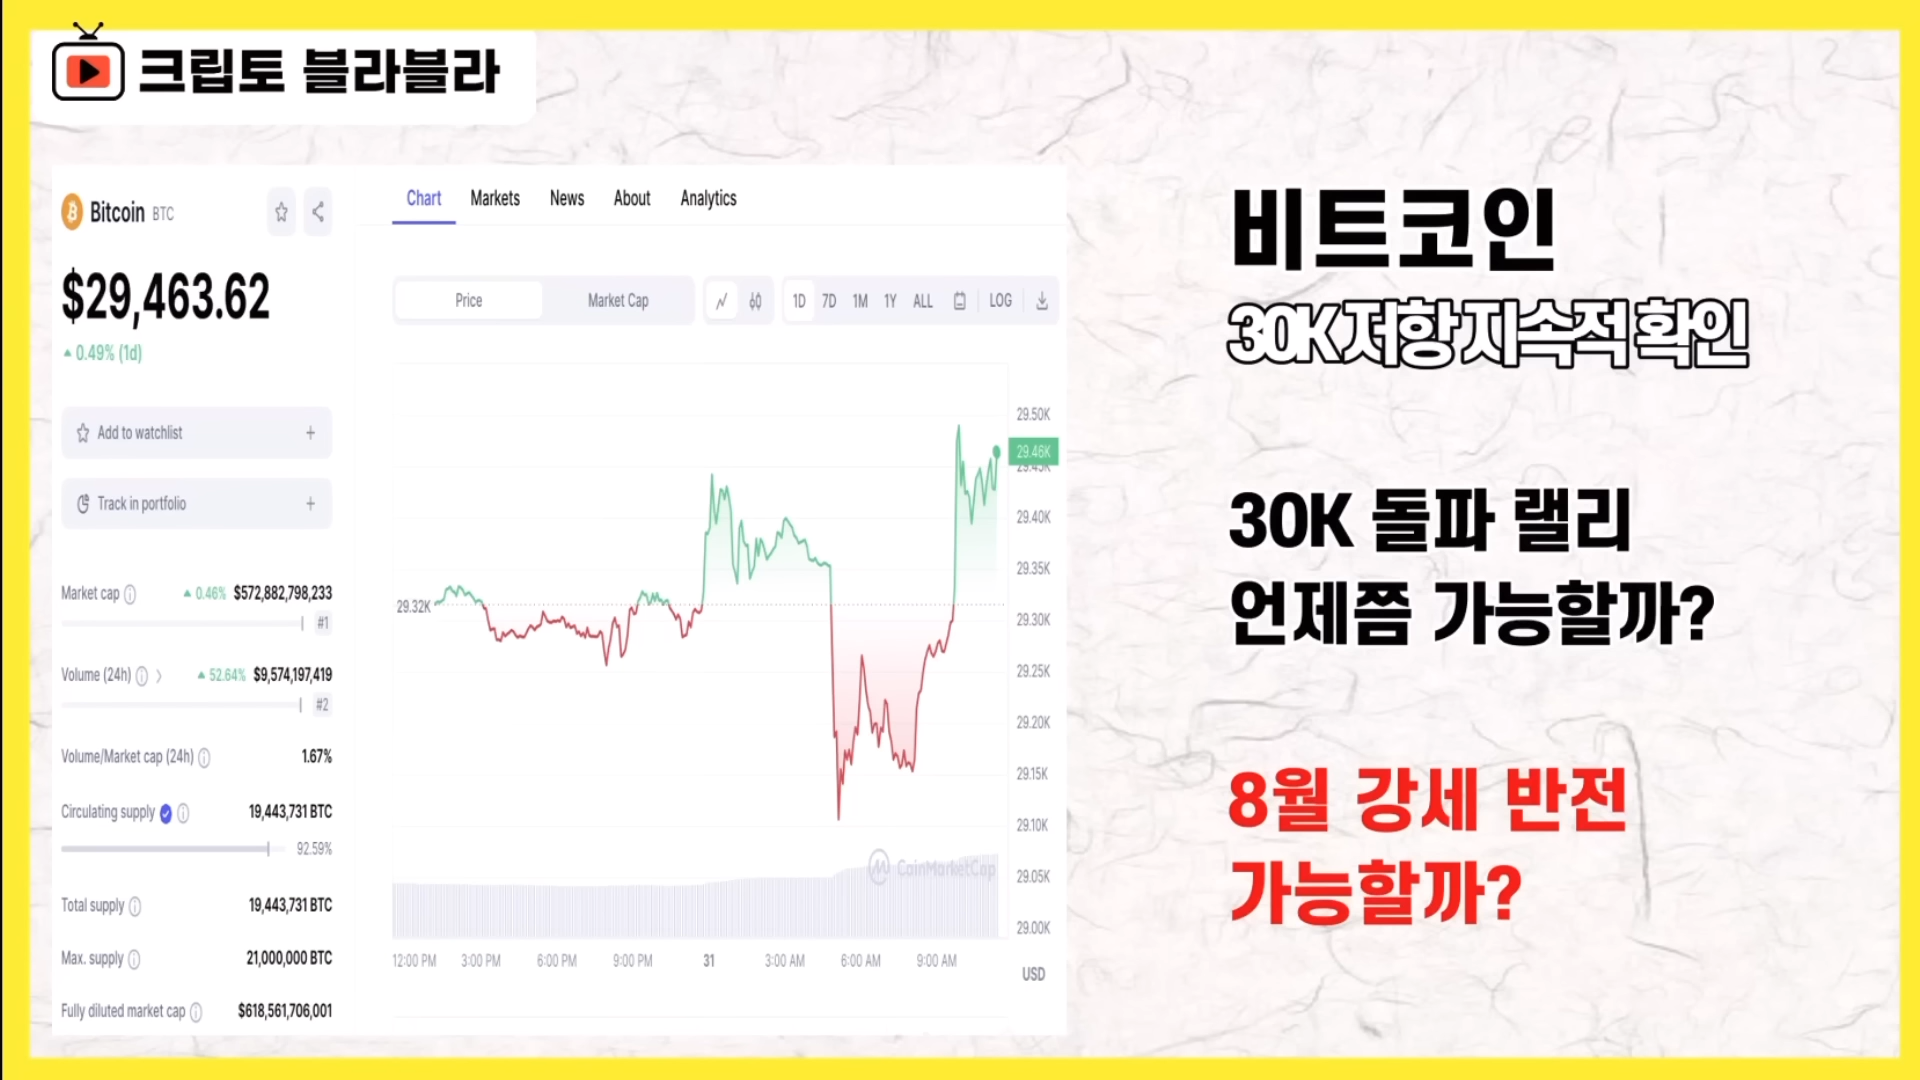 크립토 블라블라
Bitcoin BTC
$29,463.62
0.49% (1d)
Add to watchlist +
Track in portfolio +
Market cap 0.46% $572,882,798,233
#1
Volume (24h) 52.64% $9,574,197,419
#2
Volume/Market cap (24h) 1.67%
Circulating supply 19,443,731 BTC
92.59%
Total supply 19,443,731 BTC
Max. supply 21,000,000 BTC
Fully diluted market cap $618,561,706,001
Chart Markets News About Analytics
Price Market Cap 1D 7D 1M 1Y ALL LOG
29.50K
29.46K
29.45K
29.40K
29.35K
29.32K
29.30K
29.25K
29.20K
29.15K
29.10K
CoinMarketCap
29.05K
29.00K
12:00 PM 3:00 PM 6:00 PM 9:00 PM 31 3:00 AM 6:00 AM 9:00 AM
USD
비트코인
30K 저항 지속적 확인
30K 돌파 랠리
언제쯤 가능할까?
8월 강세 반전
가능할까?